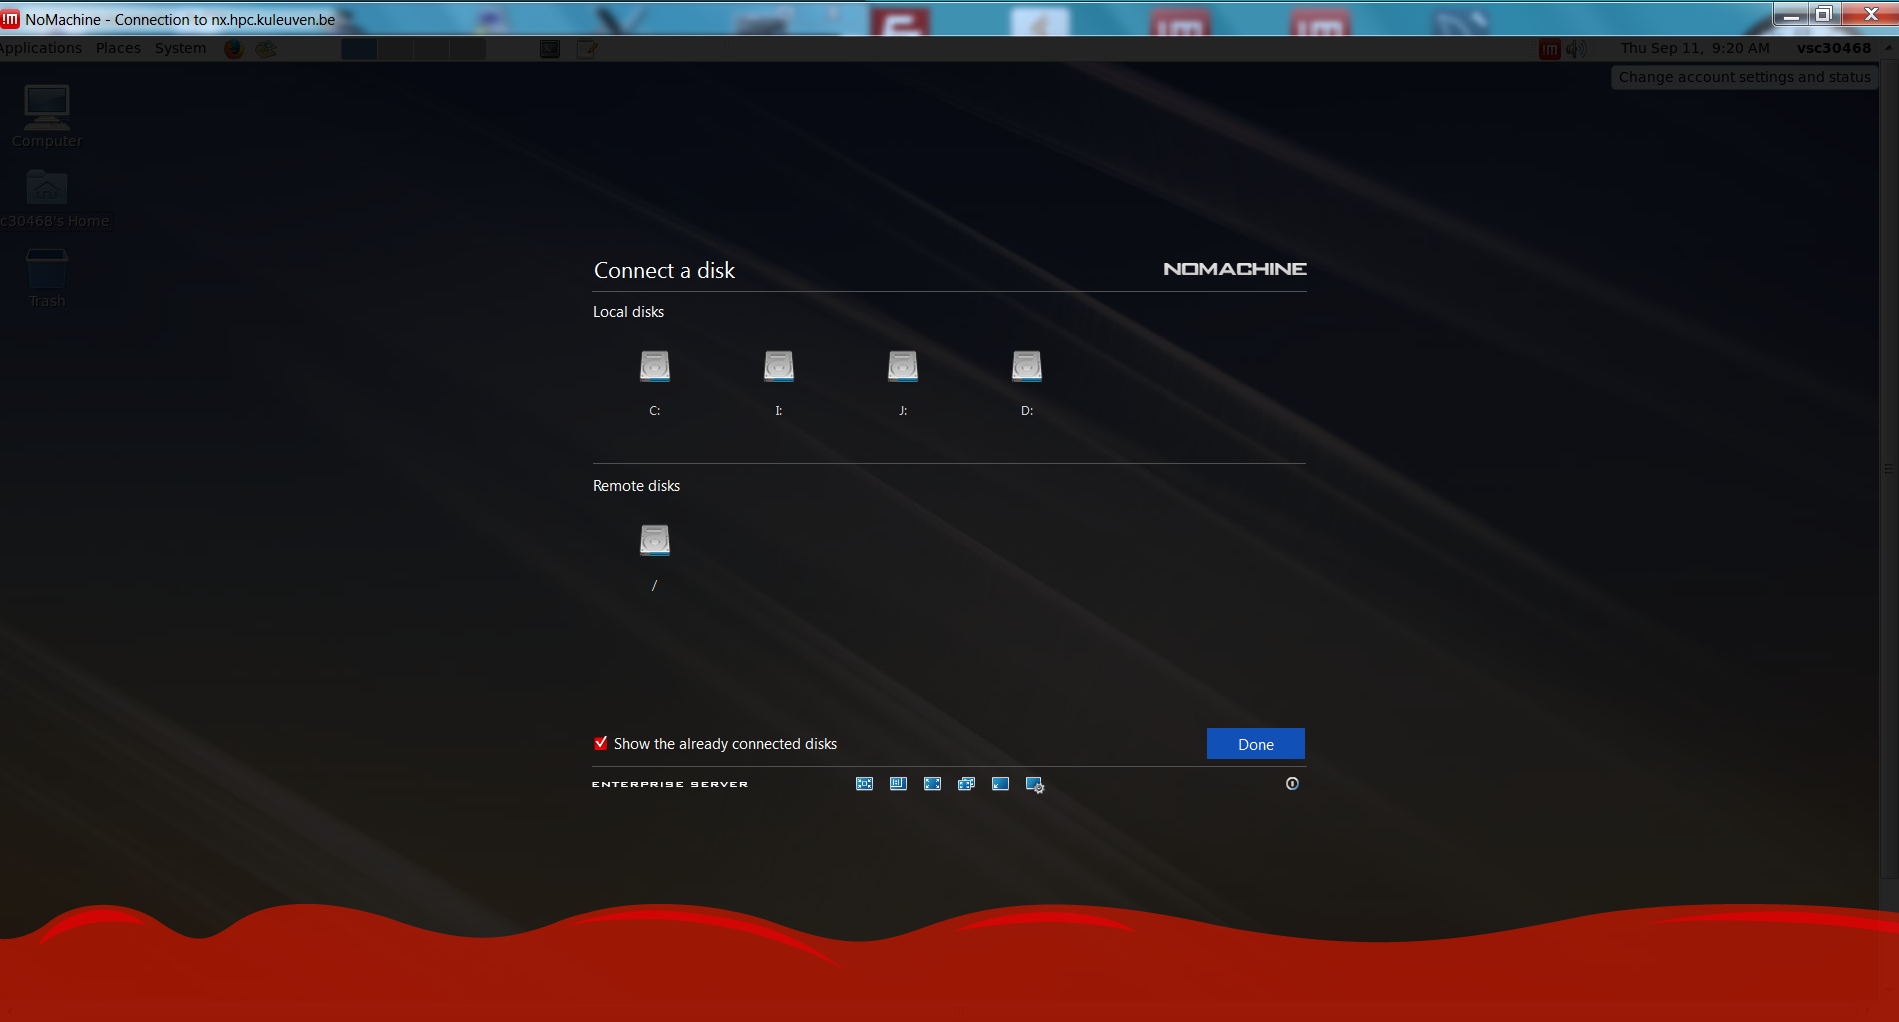 NoMachine - Connection to nx.hpc.kuleuven.be
Applications Places System
Thu Sep 11, 9:20 AM vsc30468
Change account settings and status
Computer
c30468's Home
Trash
Connect a disk
NOMACHINE
Local disks
C: I: J: D:
Remote disks
/
Show the already connected disks
Done
ENTERPRISE SERVER